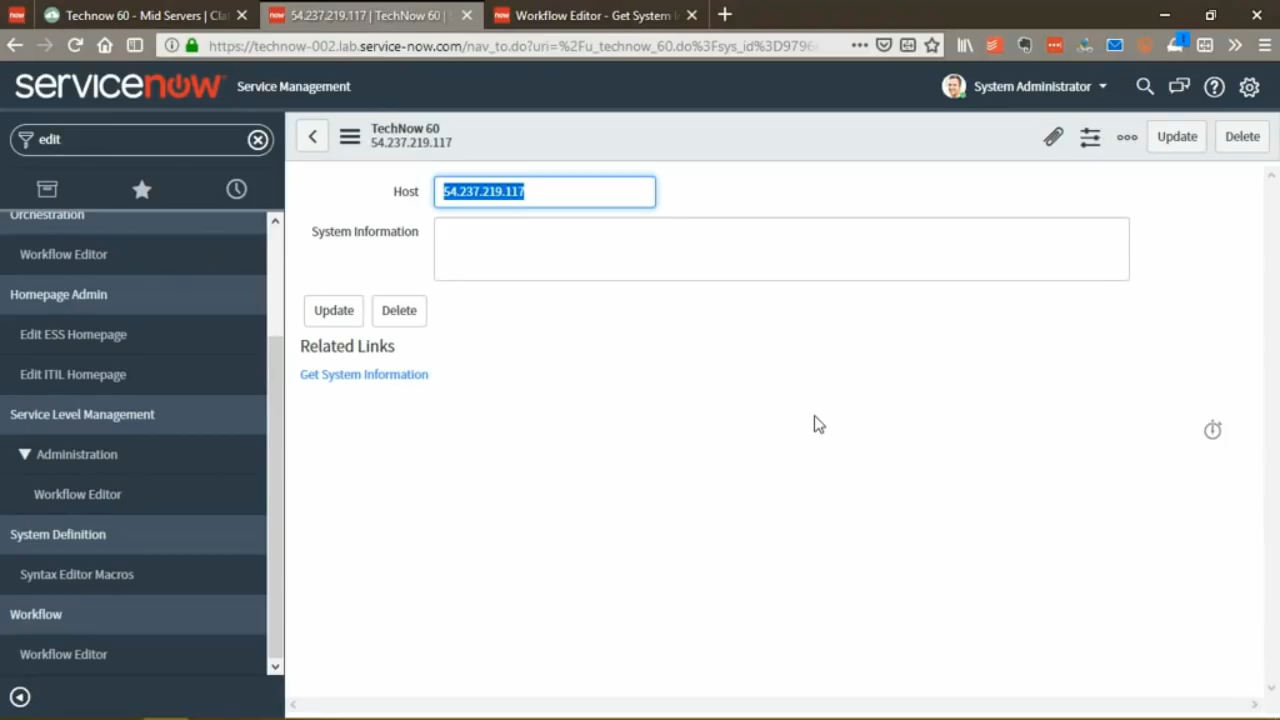 Technow 60 - Mid Servers | Cla
54.237.219.117 | TechNow 60 |
Workflow Editor - Get System
https://technow-002.lab.service-now.com/nav_to.do?uri=%2Fu_technow_60.do%3Fsys_id%3D9796
servicenow
Service Management
System Administrator
edit
TechNow 60
54.237.219.117
Update
Delete
Orchestration
Workflow Editor
Homepage Admin
Edit ESS Homepage
Edit ITIL Homepage
Service Level Management
Administration
Workflow Editor
System Definition
Syntax Editor Macros
Workflow
Workflow Editor
Host
54.237.219.117
System Information
Update
Delete
Related Links
Get System Information